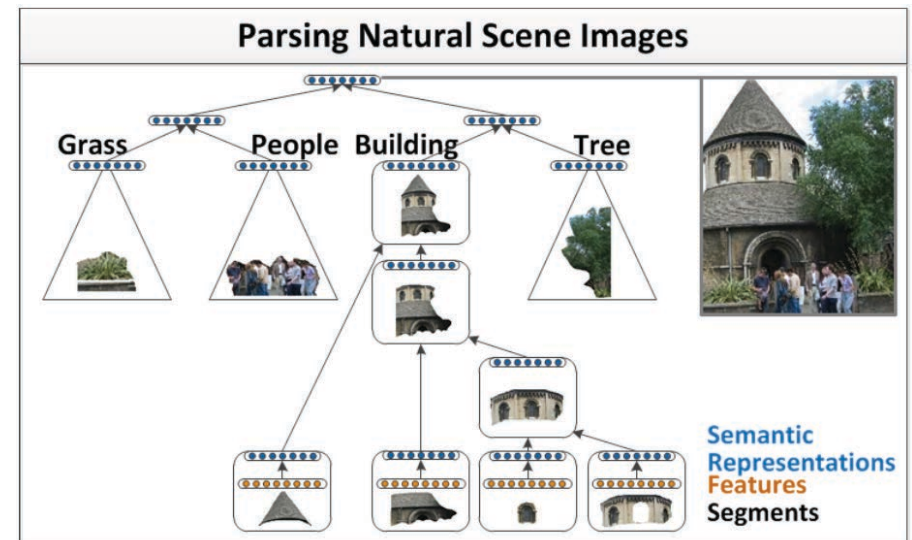 Parsing Natural Scene Images
Grass
People
Building
Tree
Semantic
Representations
Features
Segments